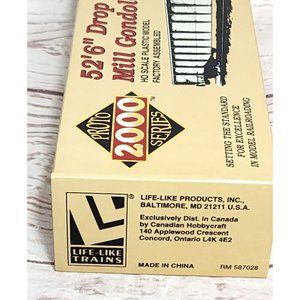 52'6" Drop
Mill Gondol
HO SCALE PLASTIC MODEL
FACTORY ASSEMBLED
PROTO
2000
SERIES
™
SETTING THE STANDARD
FOR EXCELLENCE
IN MODEL RAILROADING
LIFE-LIKE
TRAINS
LIFE-LIKE PRODUCTS, INC.,
BALTIMORE, MD 21211 U.S.A.
Exclusively Dist. in Canada
by Canadian Hobbycraft
140 Applewood Crescent
Concord, Ontario L4K 4E2
MADE IN CHINA
RM 587028